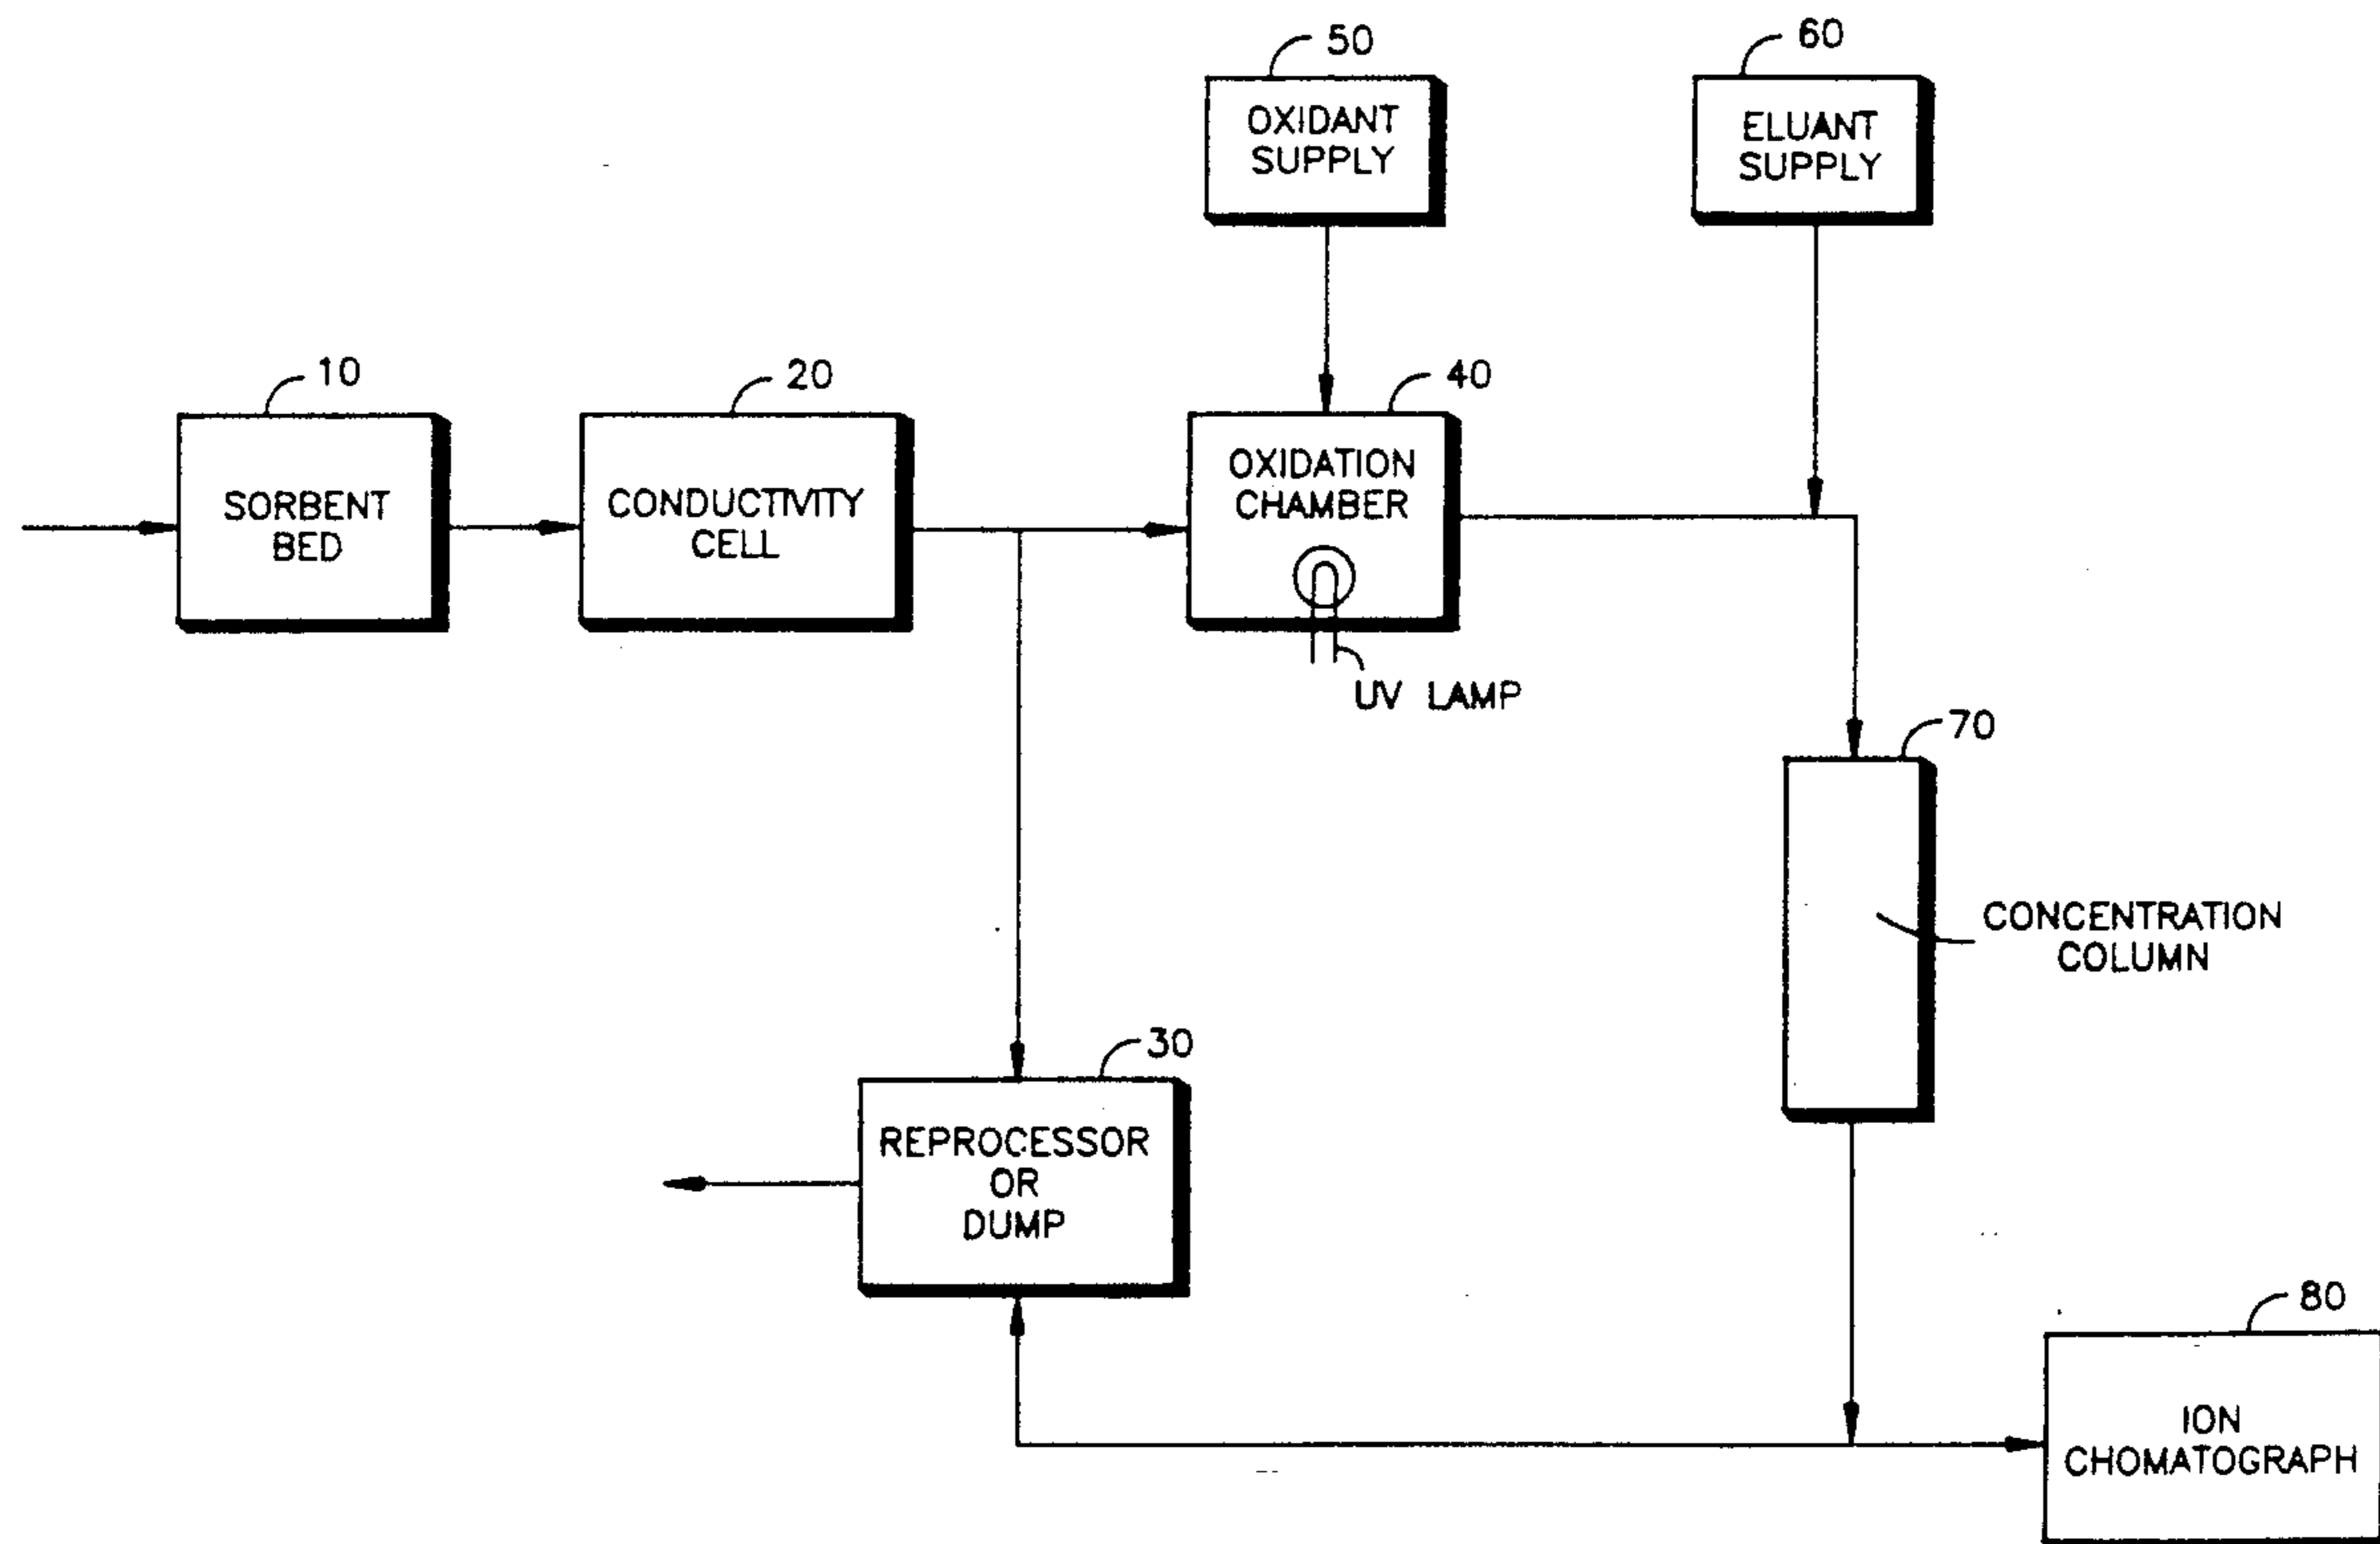 50
OXIDANT
SUPPLY
60
ELUANT
SUPPLY
10
SORBENT
BED
20
CONDUCTIVITY
CELL
40
OXIDATION
CHAMBER
UV LAMP
70
CONCENTRATION
COLUMN
30
REPROCESSOR
OR
DUMP
80
ION
CHOMATOGRAPH